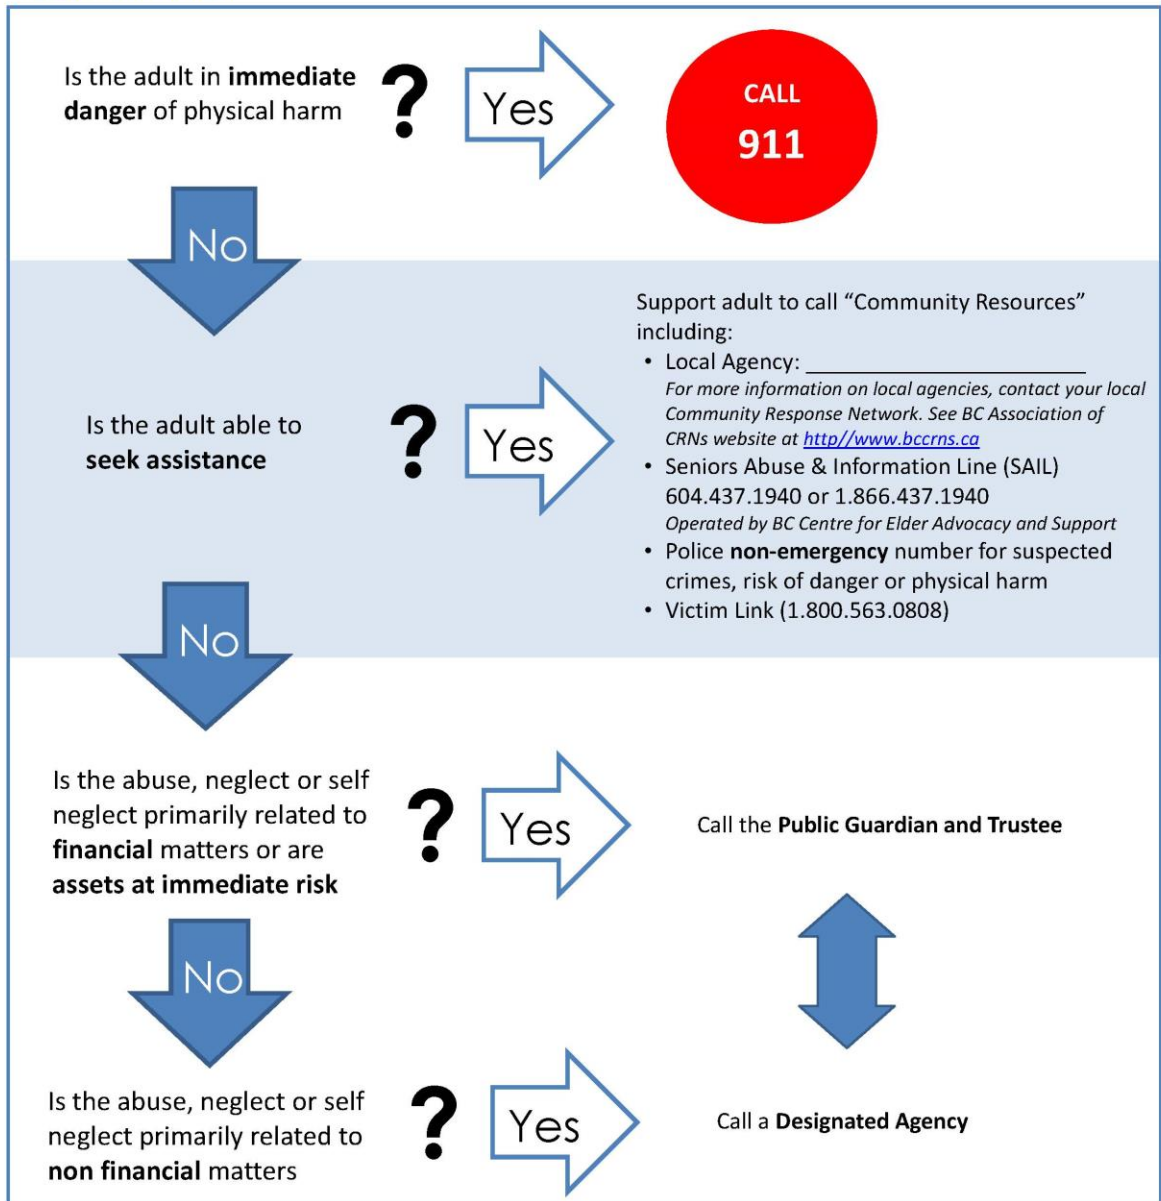 Is the adult in immediate
danger of physical harm
?
Yes
CALL
911
No
Is the adult able to
seek assistance
?
Yes
Support adult to call “Community Resources”
including:
• Local Agency: _______________________
For more information on local agencies, contact your local
Community Response Network. See BC Association of
CRNs website at http//www.bccrns.ca
• Seniors Abuse & Information Line (SAIL)
604.437.1940 or 1.866.437.1940
Operated by BC Centre for Elder Advocacy and Support
• Police non-emergency number for suspected
crimes, risk of danger or physical harm
• Victim Link (1.800.563.0808)
No
Is the abuse, neglect or self
neglect primarily related to
financial matters or are
assets at immediate risk
?
Yes
Call the Public Guardian and Trustee
No
Is the abuse, neglect or self
neglect primarily related to
non financial matters
?
Yes
Call a Designated Agency